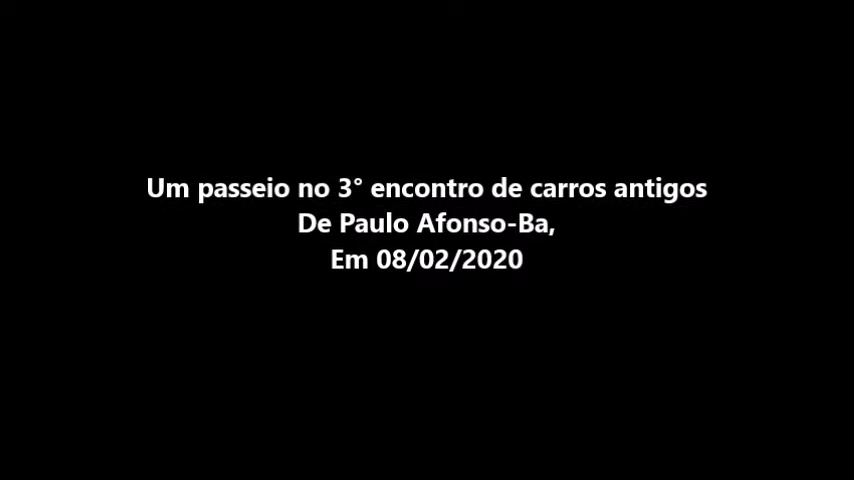 Um passeio no 3° encontro de carros antigos
De Paulo Afonso-Ba,
Em 08/02/2020